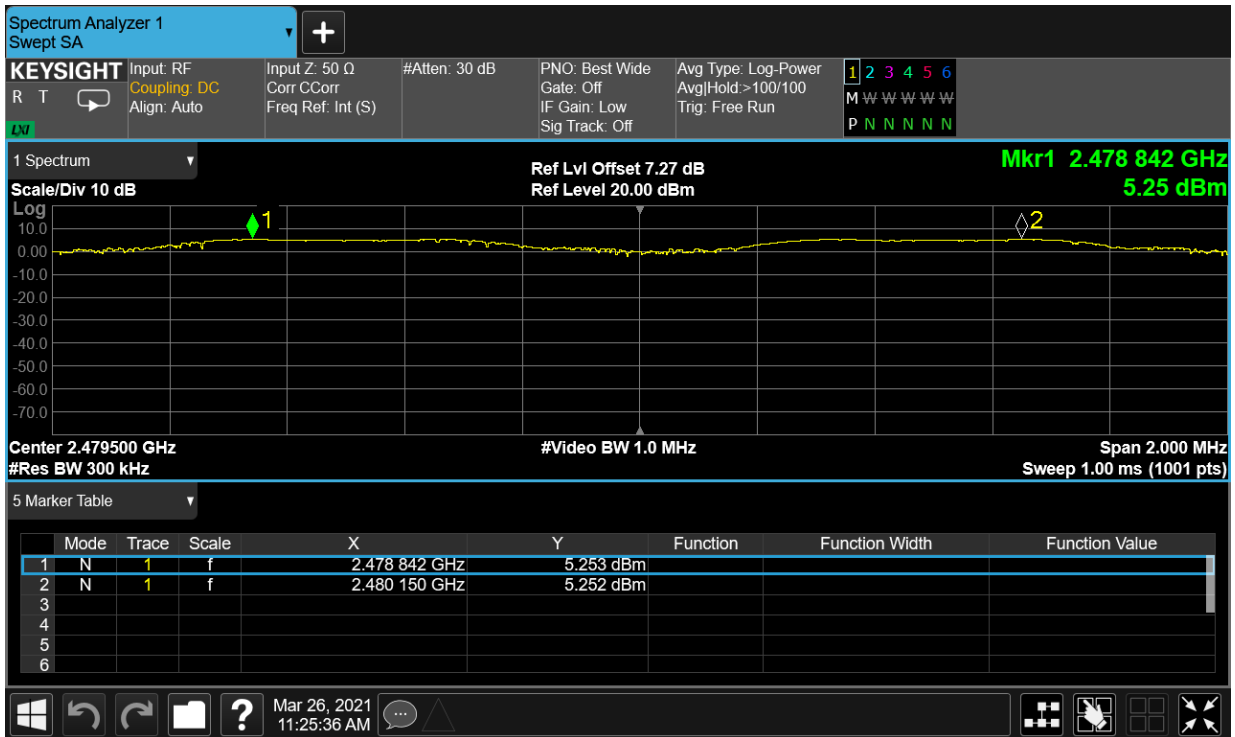 Spectrum Analyzer 1
Swept SA
+
KEYSIGHT Input: RF Input Z: 50 Ω #Atten: 30 dB PNO: Best Wide Avg Type: Log-Power 1 2 3 4 5 6
R T Coupling: DC Corr CCorr Gate: Off Avg|Hold:>100/100 M W W W W W
Align: Auto Freq Ref: Int (S) IF Gain: Low Trig: Free Run
LXI Sig Track: Off P N N N N N
1 Spectrum Ref Lvl Offset 7.27 dB Mkr1 2.478 842 GHz
Scale/Div 10 dB Ref Level 20.00 dBm 5.25 dBm
Log
1 2
10.0
0.00
-10.0
-20.0
-30.0
-40.0
-50.0
-60.0
-70.0
Center 2.479500 GHz #Video BW 1.0 MHz Span 2.000 MHz
#Res BW 300 kHz Sweep 1.00 ms (1001 pts)
5 Marker Table
Mode Trace Scale X Y Function Function Width Function Value
1 N 1 f 2.478 842 GHz 5.253 dBm
2 N 1 f 2.480 150 GHz 5.252 dBm
3
4
5
6
? Mar 26, 2021
11:25:36 AM